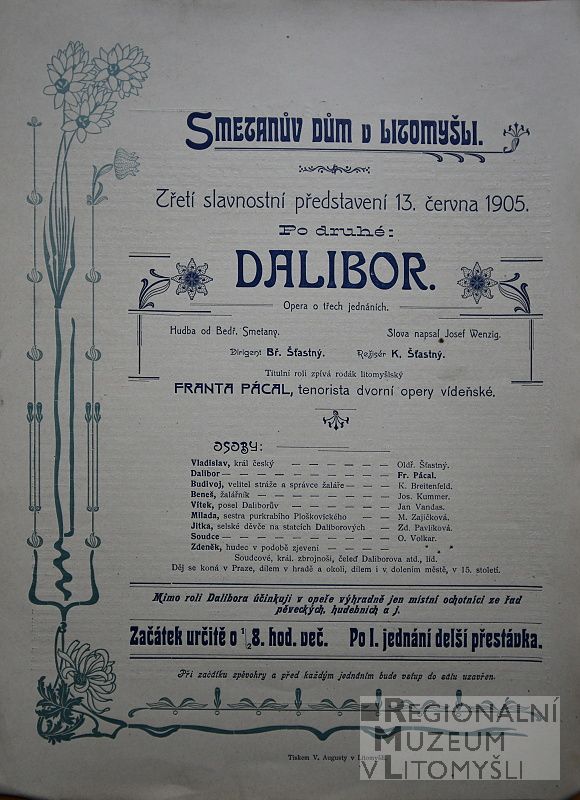 Smetanův dům v Litomyšli.
Třetí slavnostní představení 13. června 1905.
Po druhé:
DALIBOR.
Opera o třech jednáních.
Hudba od Bedř. Smetany. Slova napsal Josef Wenzig.
Dirigent Bř. Šťastný. Režisér K. Šťastný.
Titulní roli zpívá rodák litomyšlský
FRANTA PÁCAL, tenorista dvorní opery vídeňské.
OSOBY:
Vladislav, král český — — — — — — Oldř. Šťastný.
Dalibor — — — — — — — — — Fr. Pácal.
Budivoj, velitel stráže a správce žaláře — — — K. Breitenfeld.
Beneš, žalářník — — — — — — — Jos. Kummer.
Vítek, posel Daliborův — — — — — Jan Vandas.
Milada, sestra purkrabího Ploškovického — — — M. Zajíčková.
Jitka, selské děvče na statcích Daliborových — — Zd. Pavlíková.
Soudce — — — — — — — — — O. Volkar.
Zdeněk, hudec v podobě zjevení — — — — * * *
Soudcové, král. zbrojnoši, čeleď Daliborova atd., lid.
Děj se koná v Praze, dílem v hradě a okolí, dílem i v dolením městě, v 15. století.
Mimo roli Dalibora účinkují v opeře výhradně jen místní ochotníci ze řad
pěveckých, hudebních a j.
Začátek určitě o ½8. hod. več. Po I. jednání delší přestávka.
Při začátku zpěvohry a před každým jednáním bude vstup do sálu uzavřen.
Tiskem V. Augusty v Litomyšli.
REGIONÁLNÍ
MUZEUM
V LITOMYŠLI